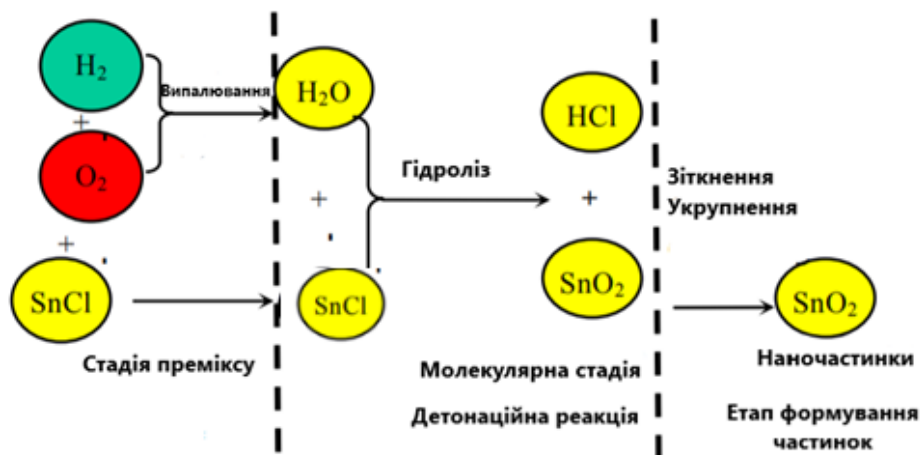 H₂
+
O₂
+
SnCl
Випалювання
Стадія преміксу
H₂O
+
SnCl
Гідроліз
HCl
+
SnO₂
Молекулярна стадія
Детонаційна реакція
Зіткнення
Укрупнення
SnO₂
Наночастинки
Етап формування
частинок